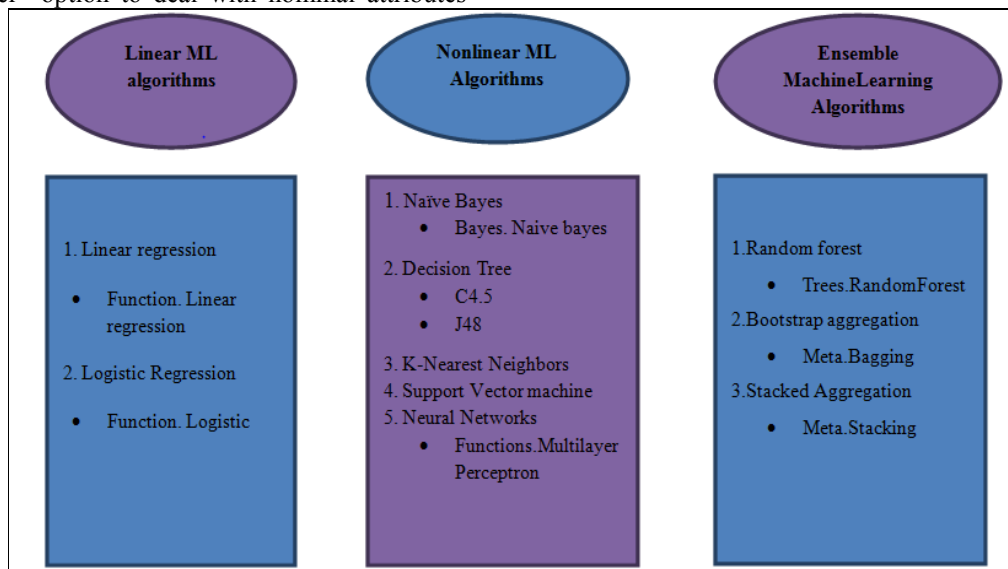 option to deal with nominal attributes
Linear ML
algorithms
Nonlinear ML
Algorithms
Ensemble
MachineLearning
Algorithms
1. Linear regression
• Function. Linear
regression
2. Logistic Regression
• Function. Logistic
1. Naïve Bayes
• Bayes. Naive bayes
2. Decision Tree
• C4.5
• J48
3. K-Nearest Neighbors
4. Support Vector machine
5. Neural Networks
• Functions.Multilayer
Perceptron
1.Random forest
• Trees.RandomForest
2.Bootstrap aggregation
• Meta.Bagging
3.Stacked Aggregation
• Meta.Stacking